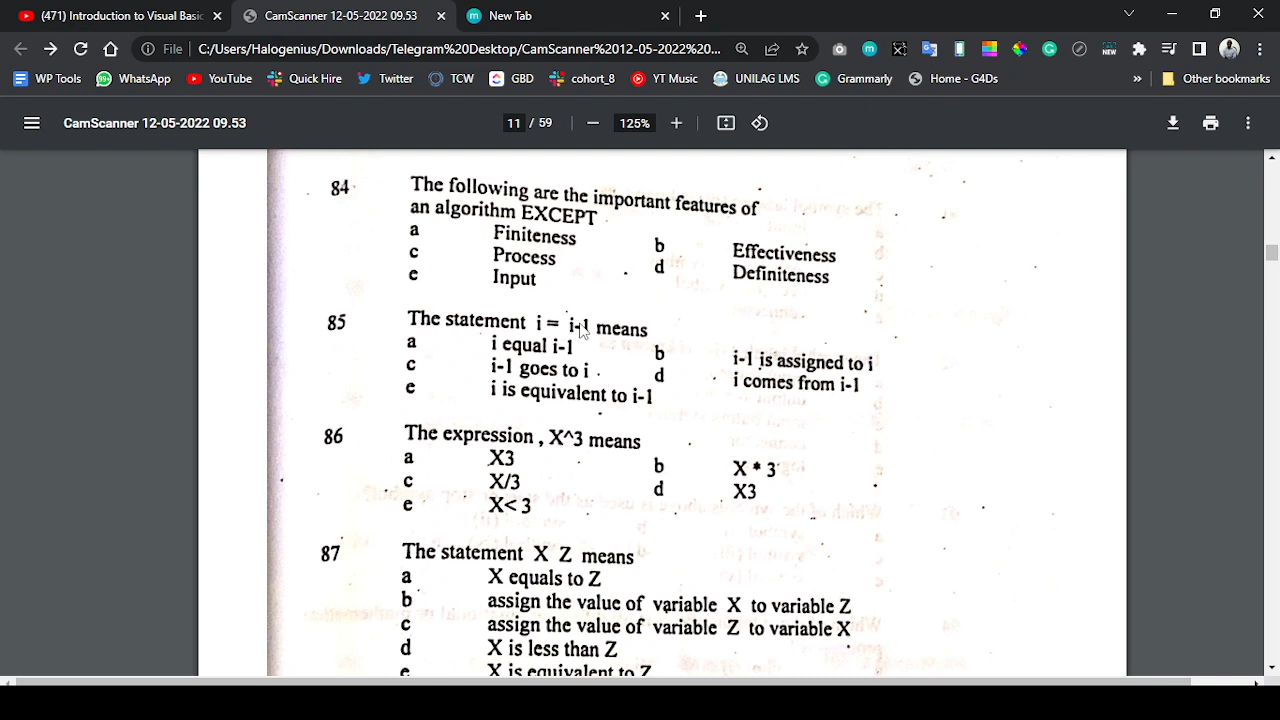 (471) Introduction to Visual Basic
CamScanner 12-05-2022 09.53
New Tab
File
C:/Users/Halogenius/Downloads/Telegram%20Desktop/CamScanner%2012-05-2022%20...
WP Tools
WhatsApp
YouTube
Quick Hire
Twitter
TCW
GBD
cohort_8
YT Music
UNILAG LMS
Grammarly
Home - G4Ds
»
Other bookmarks
CamScanner 12-05-2022 09.53
11 / 59
125%
84 The following are the important features of
an algorithm EXCEPT
a Finiteness b Effectiveness
c Process d Definiteness
e Input
85 The statement i = i-1 means
a i equal i-1 b i-1 is assigned to i
c i-1 goes to i d i comes from i-1
e i is equivalent to i-1
86 The expression , X^3 means
a X3 b X * 3
c X/3 d X3
e X< 3
87 The statement X Z means
a X equals to Z
b assign the value of variable X to variable Z
c assign the value of variable Z to variable X
d X is less than Z
e X is equivalent to Z